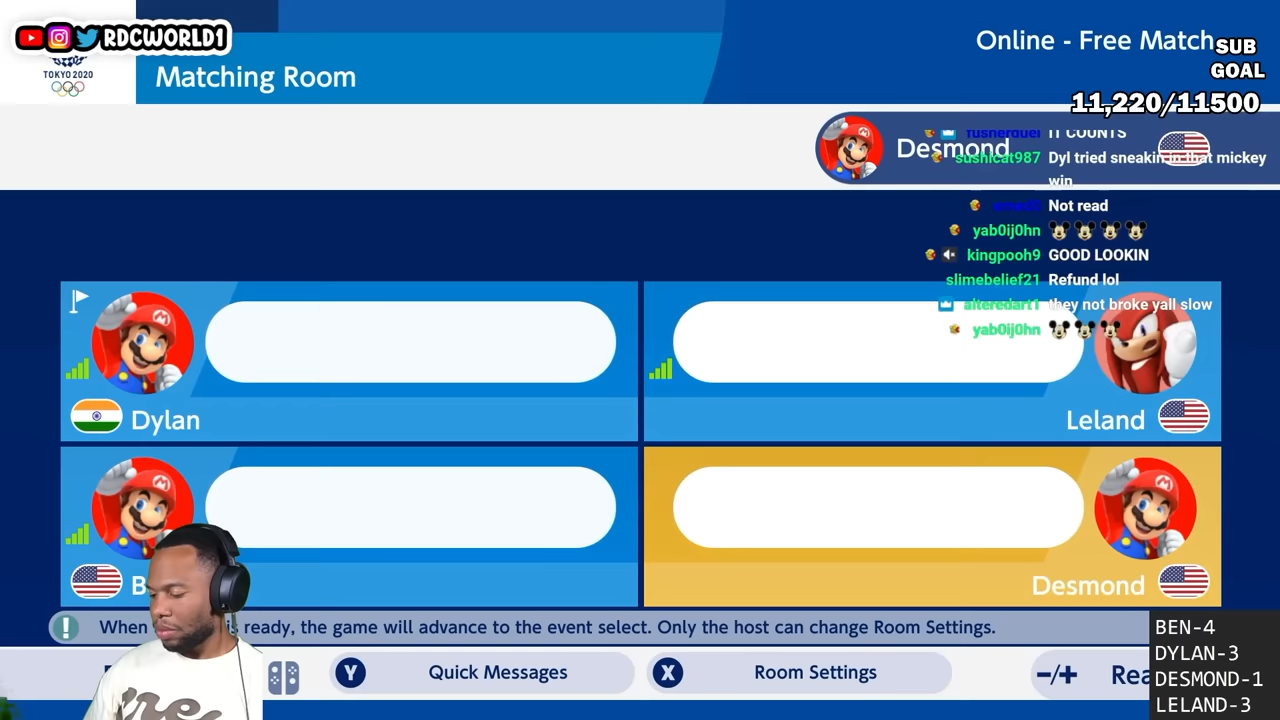 RDCWORLD1
TOKYO 2020
Matching Room
Online - Free Match
SUB
GOAL
11,220/11500
Desmond
IT COUNTS
sushicat987 Dyl tried sneakin in that mickey
win
Not read
yab0ij0hn
kingpooh9 GOOD LOOKIN
slimebelief21 Refund lol
alteredart1 they not broke yall slow
yab0ij0hn
Dylan
Leland
B
Desmond
! When ready, the game will advance to the event select. Only the host can change Room Settings.
Y Quick Messages
X Room Settings
-/+ Rea
BEN-4
DYLAN-3
DESMOND-1
LELAND-3